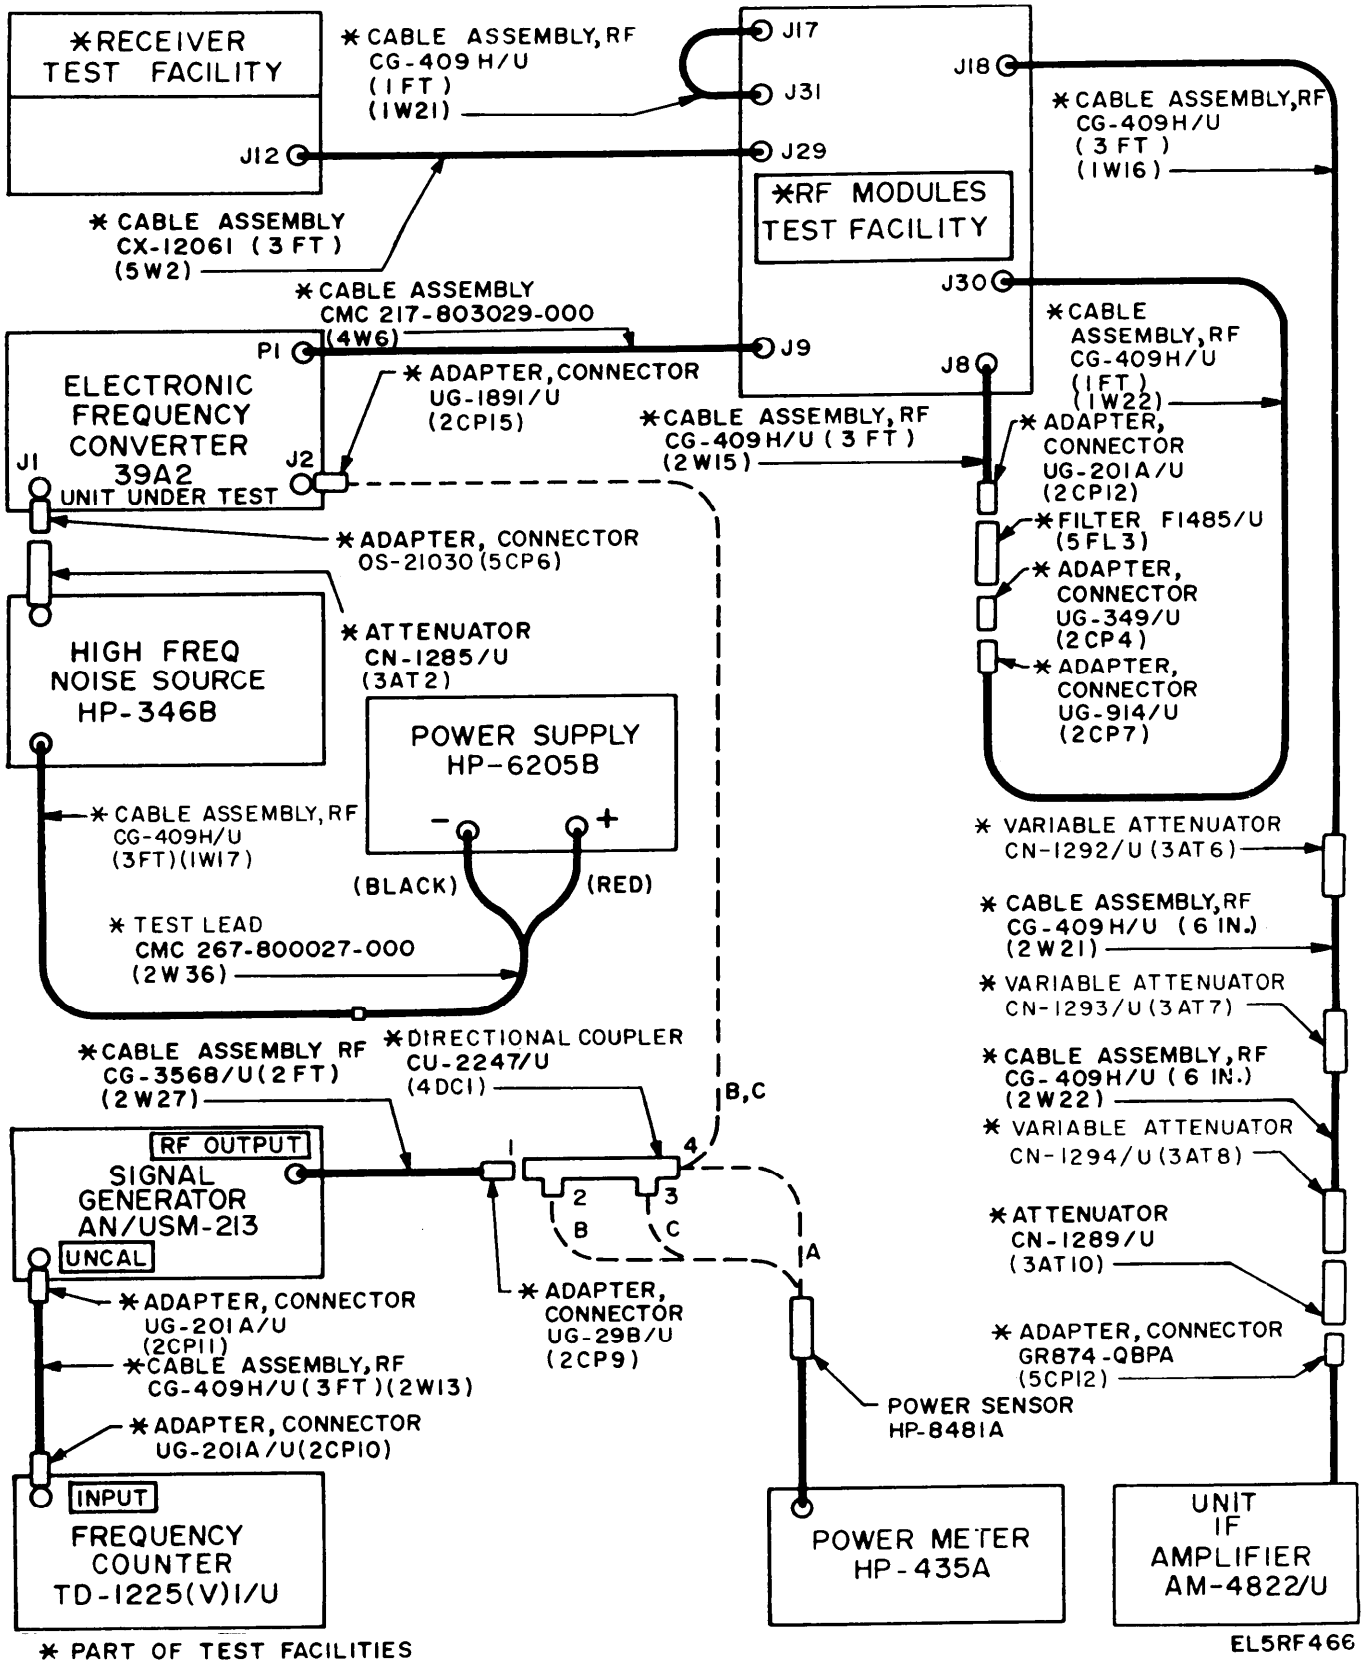 *RECEIVER
TEST FACILITY
J12
* CABLE ASSEMBLY, RF
CG-409H/U
(1FT)
(1W21)
J17
J31
J29
J18
*RF MODULES
TEST FACILITY
J30
J9
J8
* CABLE ASSEMBLY, RF
CG-409H/U
(3 FT)
(1W16)
* CABLE ASSEMBLY
CX-12061 (3 FT)
(5W2)
* CABLE ASSEMBLY
CMC 217-803029-000
(4W6)
P1
ELECTRONIC
FREQUENCY
CONVERTER
39A2
J1
J2
UNIT UNDER TEST
* ADAPTER, CONNECTOR
UG-1891/U
(2CP15)
*CABLE ASSEMBLY, RF
CG-409H/U (3 FT)
(2W15)
*CABLE
ASSEMBLY, RF
CG-409H/U
(1FT)
(1W22)
* ADAPTER,
CONNECTOR
UG-201A/U
(2CP12)
*FILTER F1485/U
(5FL3)
* ADAPTER,
CONNECTOR
UG-349/U
(2CP4)
* ADAPTER,
CONNECTOR
UG-914/U
(2CP7)
* ADAPTER, CONNECTOR
OS-21030 (5CP6)
* ATTENUATOR
CN-1285/U
(3AT2)
HIGH FREQ
NOISE SOURCE
HP-346B
POWER SUPPLY
HP-6205B
- +
(BLACK)
(RED)
* CABLE ASSEMBLY, RF
CG-409H/U
(3FT)(1W17)
* TEST LEAD
CMC 267-800027-000
(2W36)
* VARIABLE ATTENUATOR
CN-1292/U (3AT6)
* CABLE ASSEMBLY, RF
CG-409H/U (6 IN.)
(2W21)
* VARIABLE ATTENUATOR
CN-1293/U (3AT7)
* CABLE ASSEMBLY, RF
CG-409H/U (6 IN.)
(2W22)
* VARIABLE ATTENUATOR
CN-1294/U (3AT8)
* ATTENUATOR
CN-1289/U
(3AT10)
* ADAPTER, CONNECTOR
GR874-QBPA
(5CP12)
*CABLE ASSEMBLY RF
CG-3568/U (2 FT)
(2W27)
*DIRECTIONAL COUPLER
CU-2247/U
(4DC1)
B,C
RF OUTPUT
SIGNAL
GENERATOR
AN/USM-213
UNCAL
1
4
2
3
B
C
A
* ADAPTER, CONNECTOR
UG-201A/U
(2CP11)
*CABLE ASSEMBLY, RF
CG-409H/U (3FT)(2W13)
* ADAPTER, CONNECTOR
UG-201A/U(2CP10)
* ADAPTER,
CONNECTOR
UG-29B/U
(2CP9)
POWER SENSOR
HP-8481A
INPUT
FREQUENCY
COUNTER
TD-1225(V)1/U
POWER METER
HP-435A
UNIT
IF
AMPLIFIER
AM-4822/U
* PART OF TEST FACILITIES
EL5RF466